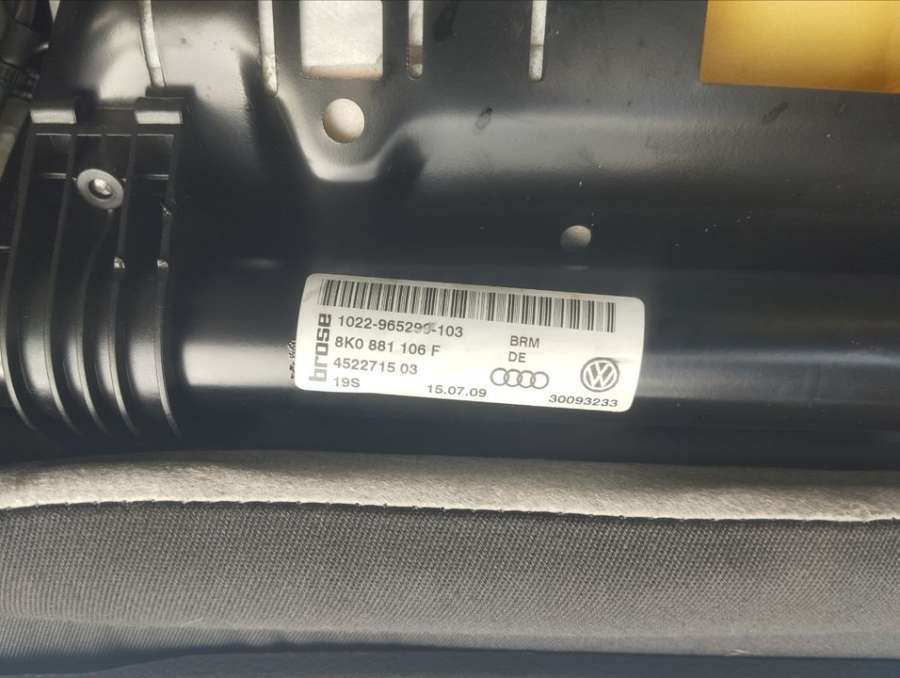 brose
1022-965299-103
8K0 881 106 F
4522715 03
19S
15.07.09
BRM
DE
30093233